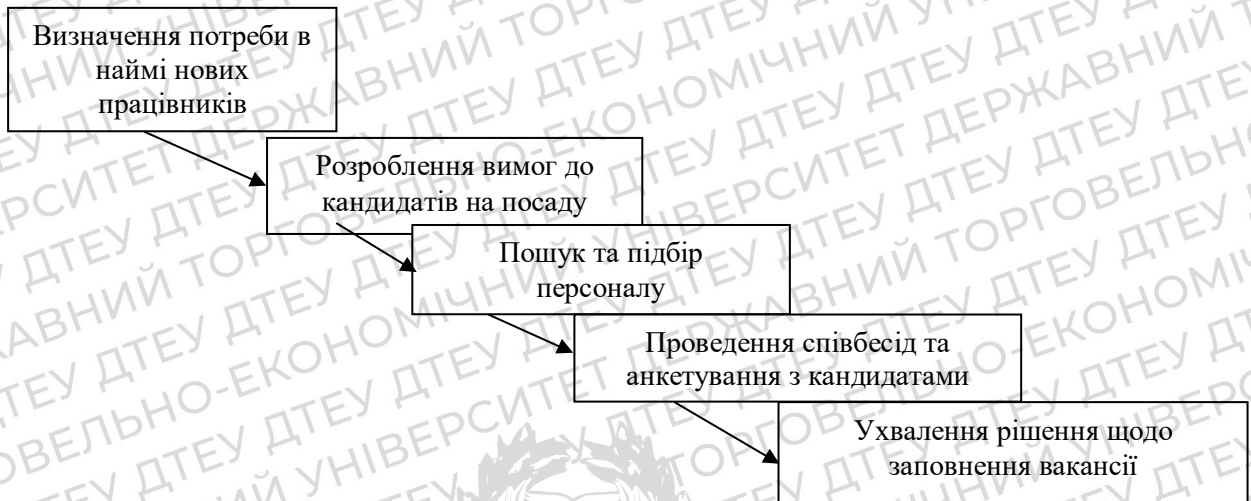 Визначення потреби в
наймі нових
працівників
Розроблення вимог до
кандидатів на посаду
Пошук та підбір
персоналу
Проведення співбесід та
анкетування з кандидатами
Ухвалення рішення щодо
заповнення вакансії